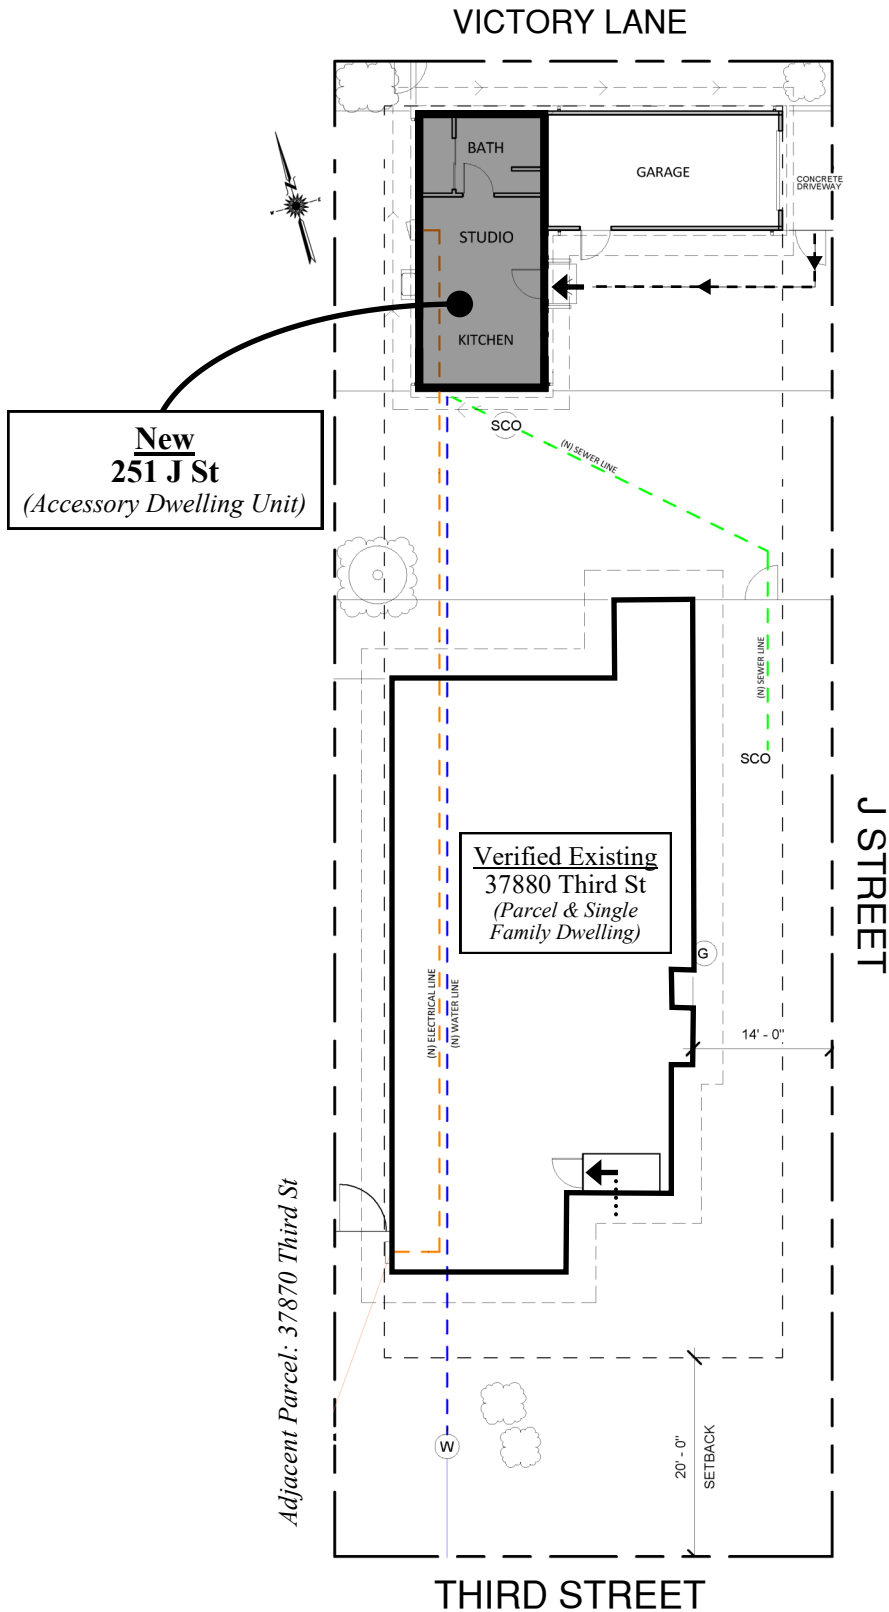 VICTORY LANE
BATH
GARAGE
CONCRETE
DRIVEWAY
N
STUDIO
KITCHEN
New
251 J St
(Accessory Dwelling Unit)
SCO
(N) SEWER LINE
(N) SEWER LINE
SCO
J STREET
Verified Existing
37880 Third St
(Parcel & Single
Family Dwelling)
G
(N) ELECTRICAL LINE
(N) WATER LINE
14' - 0"
Adjacent Parcel: 37870 Third St
W
20' - 0"
SETBACK
THIRD STREET